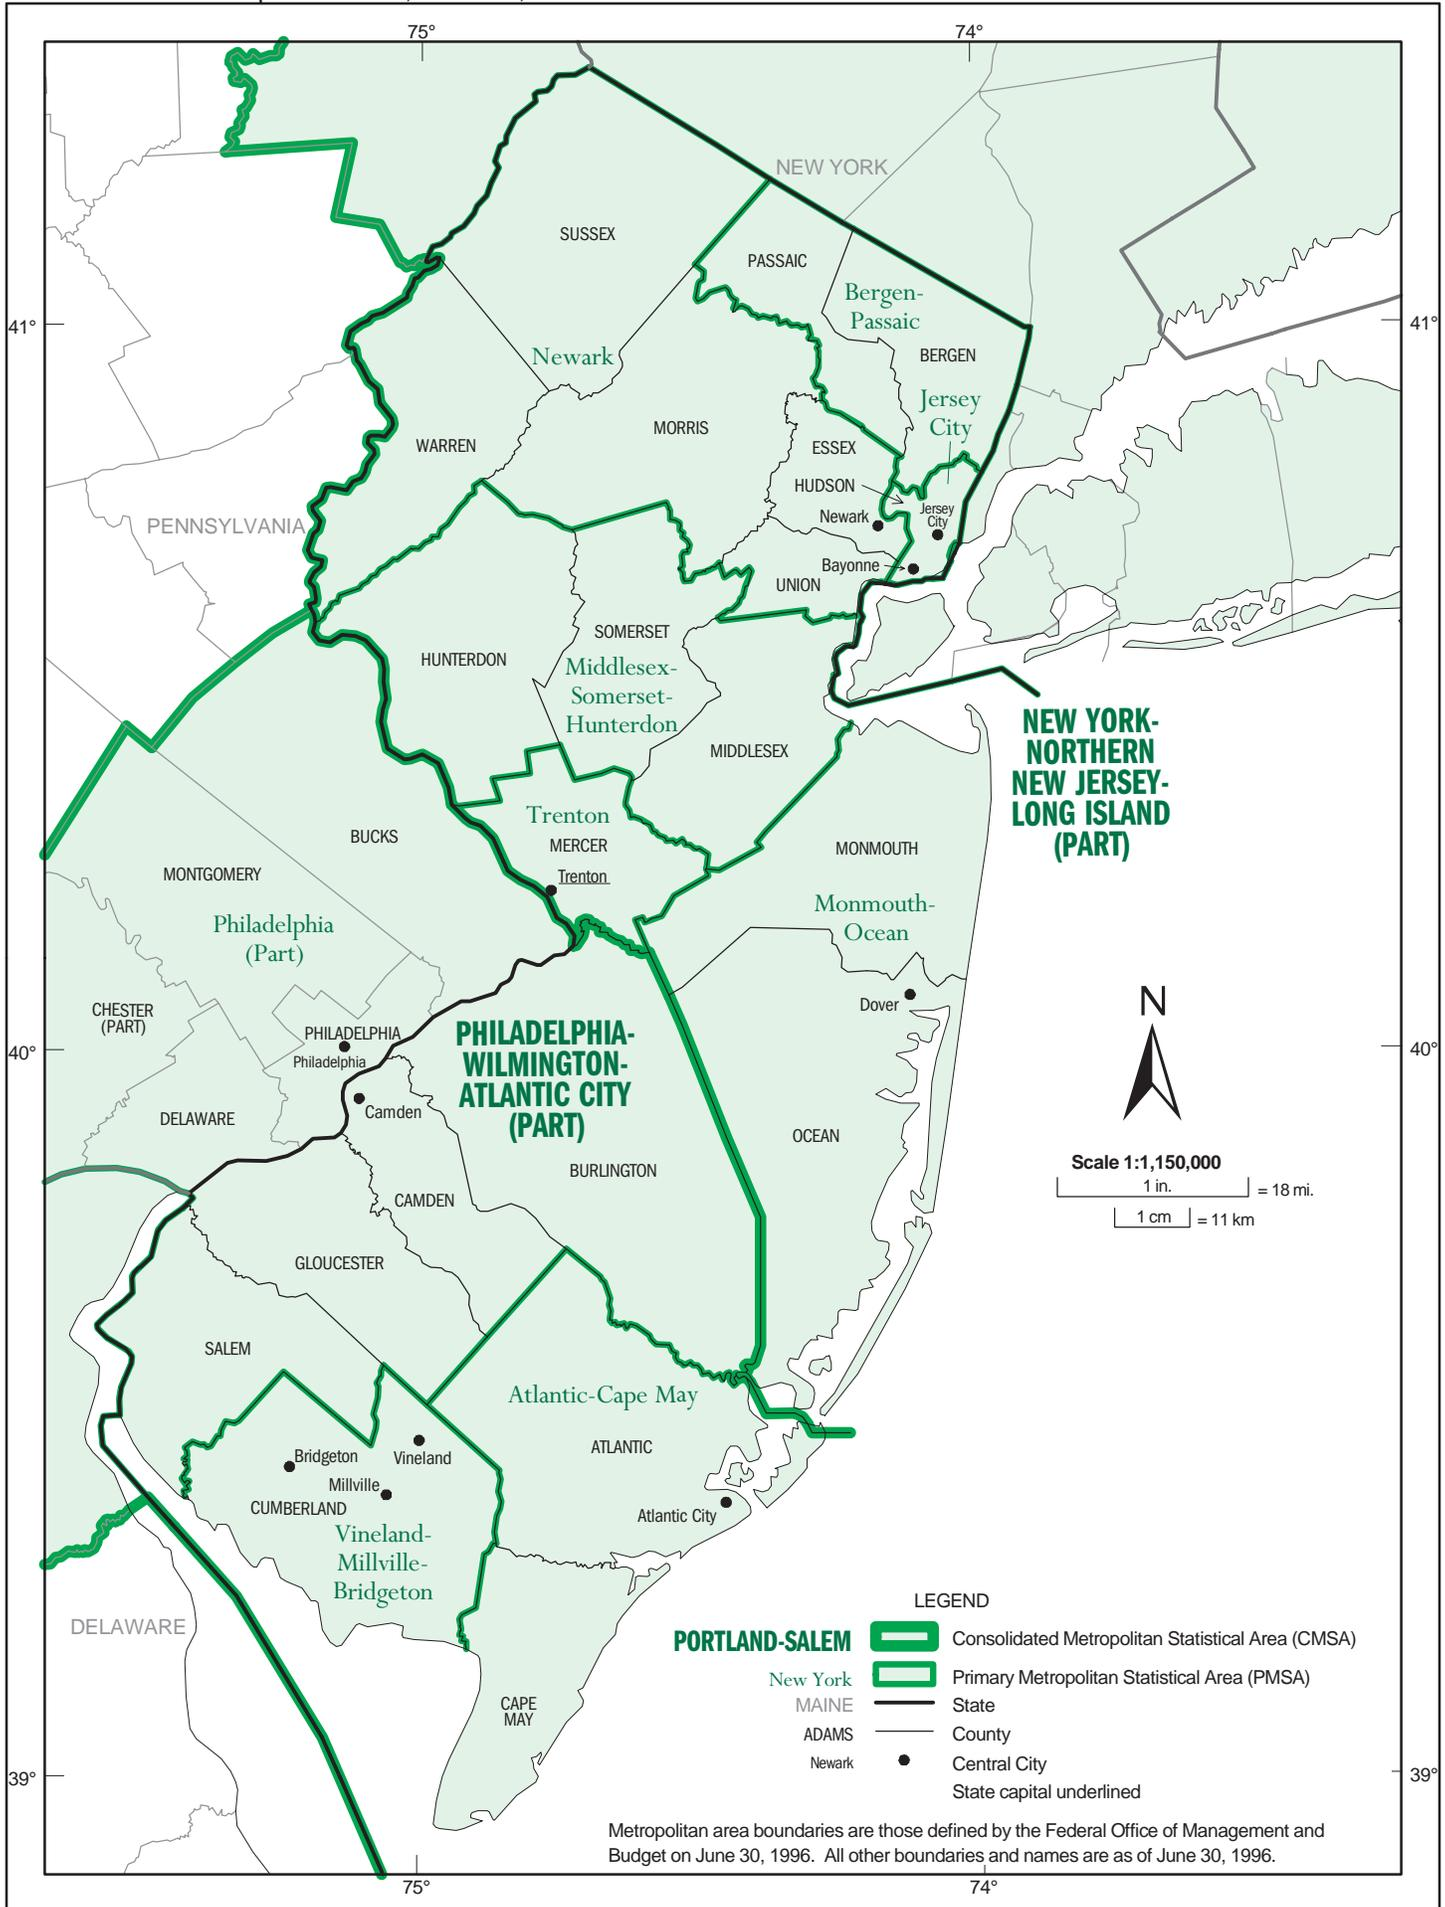 75°
74°
NEW YORK
SUSSEX
PASSAIC
Bergen-
Passaic
41°
41°
Newark
BERGEN
Jersey
City
MORRIS
WARREN
ESSEX
HUDSON
Newark
Jersey
City
PENNSYLVANIA
Bayonne
UNION
SOMERSET
HUNTERDON
Middlesex-
Somerset-
Hunterdon
MIDDLESEX
NEW YORK-
NORTHERN
NEW JERSEY-
LONG ISLAND
(PART)
Trenton
MERCER
Trenton
BUCKS
MONTGOMERY
MONMOUTH
Monmouth-
Ocean
Philadelphia
(Part)
Dover
N
CHESTER
(PART)
PHILADELPHIA
Philadelphia
PHILADELPHIA-
WILMINGTON-
ATLANTIC CITY
(PART)
40°
40°
Camden
DELAWARE
OCEAN
BURLINGTON
Scale 1:1,150,000
1 in.
= 18 mi.
1 cm
= 11 km
CAMDEN
GLOUCESTER
SALEM
Atlantic-Cape May
ATLANTIC
Bridgeton
Vineland
Millville
CUMBERLAND
Atlantic City
Vineland-
Millville-
Bridgeton
DELAWARE
CAPE
MAY
LEGEND
PORTLAND-SALEM
Consolidated Metropolitan Statistical Area (CMSA)
New York
Primary Metropolitan Statistical Area (PMSA)
MAINE
State
ADAMS
County
Newark
Central City
State capital underlined
39°
39°
Metropolitan area boundaries are those defined by the Federal Office of Management and
Budget on June 30, 1996.  All other boundaries and names are as of June 30, 1996.
75°
74°